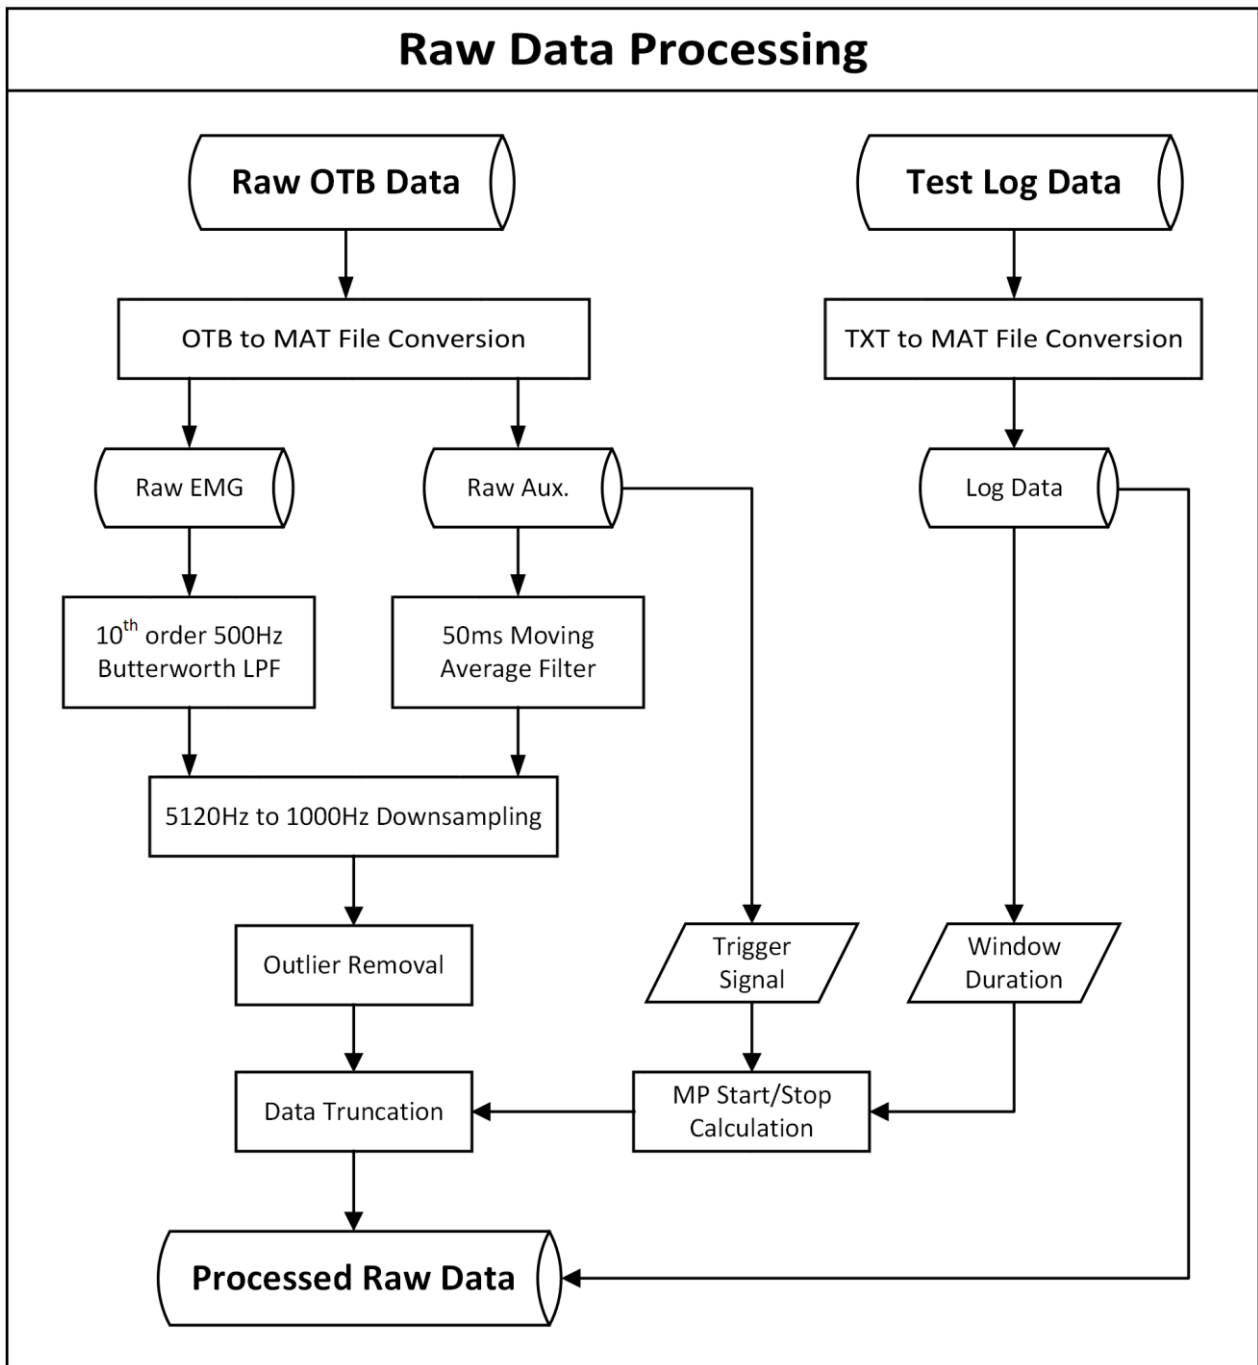 Raw Data Processing
Raw OTB Data
Test Log Data
OTB to MAT File Conversion
TXT to MAT File Conversion
Raw EMG
Raw Aux.
Log Data
10th order 500Hz
Butterworth LPF
50ms Moving
Average Filter
5120Hz to 1000Hz Downsampling
Outlier Removal
Trigger
Signal
Window
Duration
Data Truncation
MP Start/Stop
Calculation
Processed Raw Data